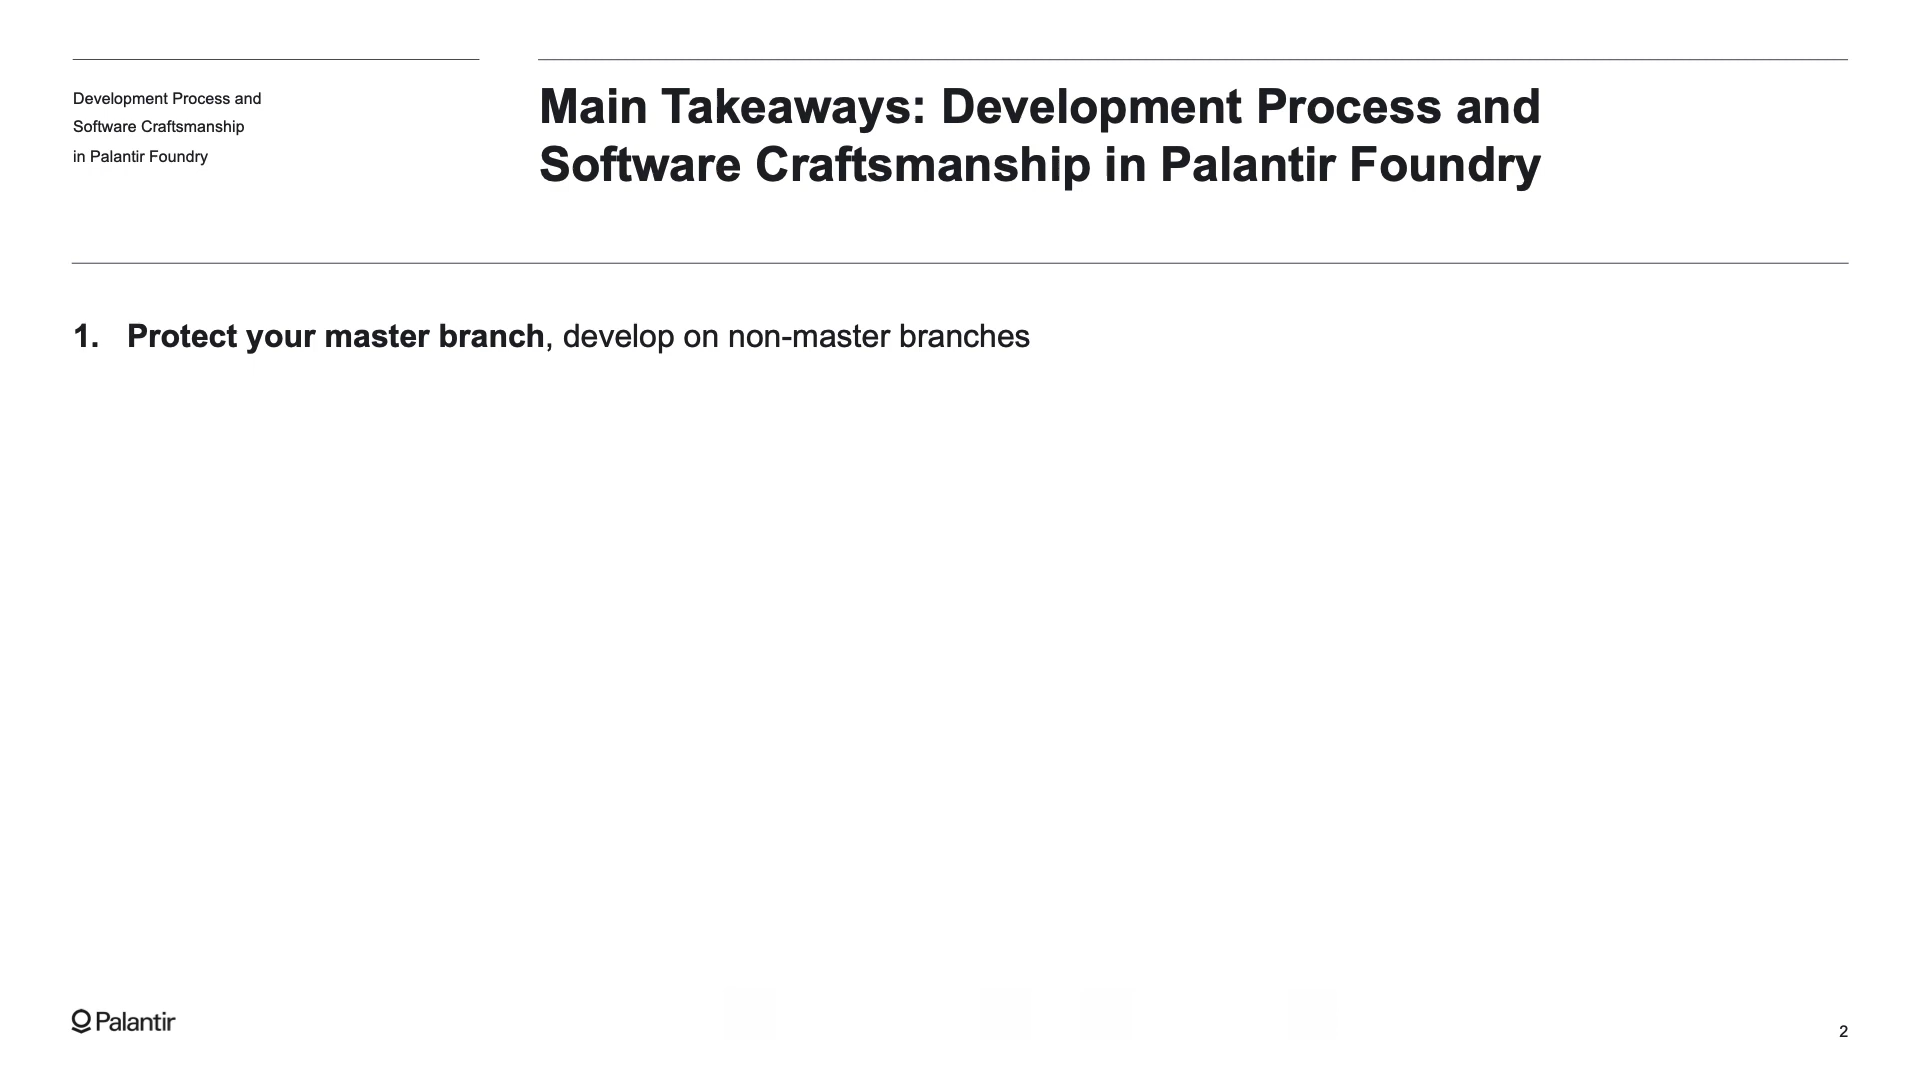 Development Process and
Software Craftsmanship
in Palantir Foundry
Main Takeaways: Development Process and
Software Craftsmanship in Palantir Foundry
1. Protect your master branch, develop on non-master branches
Palantir
2